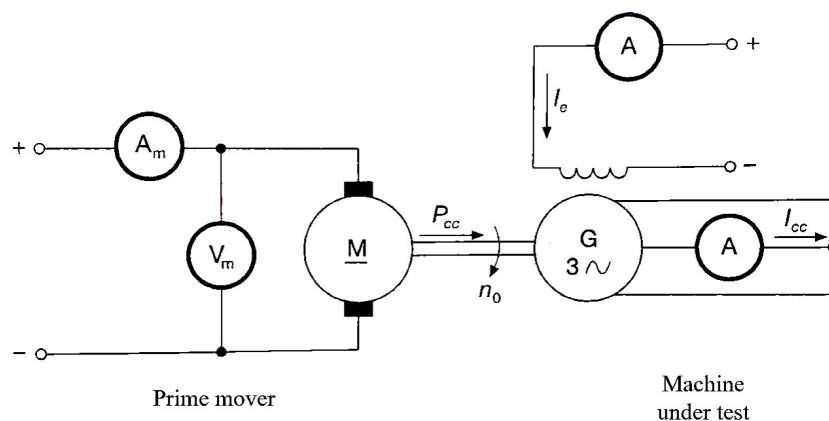 A
+
I_e
−
+
A_m
V_m
−
M
P_cc
n_0
G
3 ∿
A
I_cc
Prime mover
Machine
under test